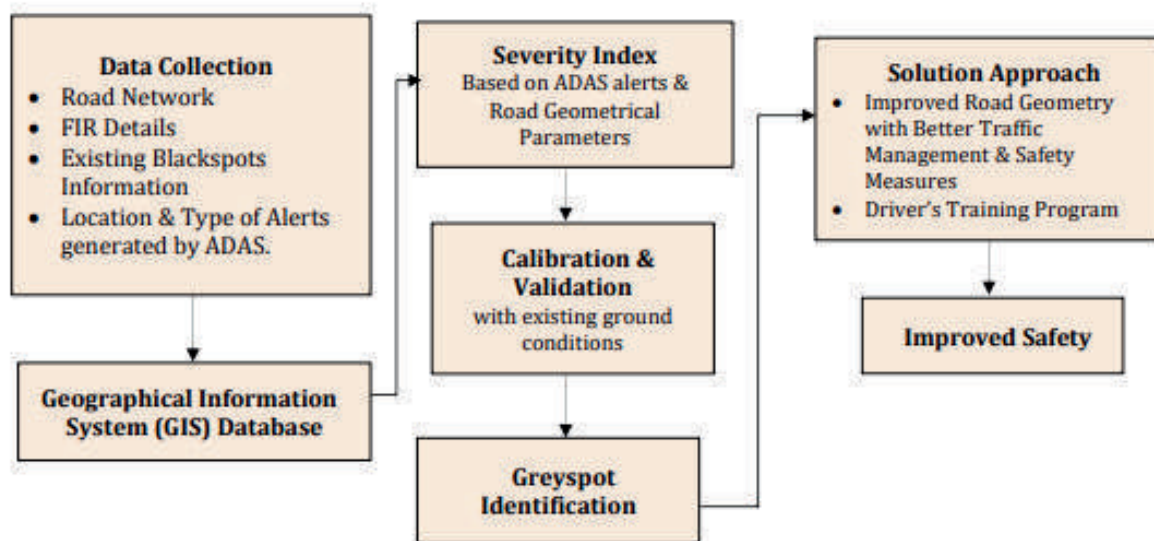 Data Collection
• Road Network
• FIR Details
• Existing Blackspots
Information
• Location & Type of Alerts
generated by ADAS.
Geographical Information
System (GIS) Database
Severity Index
Based on ADAS alerts &
Road Geometrical
Parameters
Calibration &
Validation
with existing ground
conditions
Greyspot
Identification
Solution Approach
• Improved Road Geometry
with Better Traffic
Management & Safety
Measures
• Driver's Training Program
Improved Safety